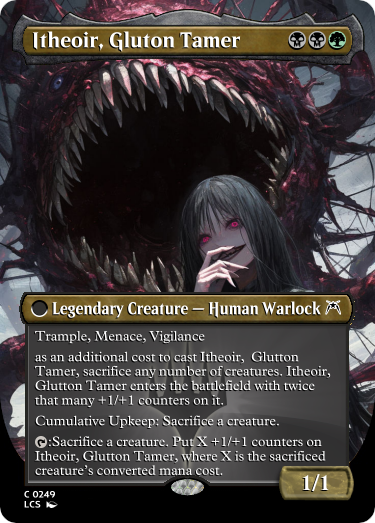 Itheoir, Gluton Tamer
Legendary Creature — Human Warlock
Trample, Menace, Vigilance
as an additional cost to cast Itheoir, Glutton
Tamer, sacrifice any number of creatures. Itheoir,
Glutton Tamer enters the battlefield with twice
that many +1/+1 counters on it.
Cumulative Upkeep: Sacrifice a creature.
:Sacrifice a creature. Put X +1/+1 counters on
Itheoir, Glutton Tamer, where X is the sacrificed
creature's converted mana cost.
1/1
C 0249
LCS